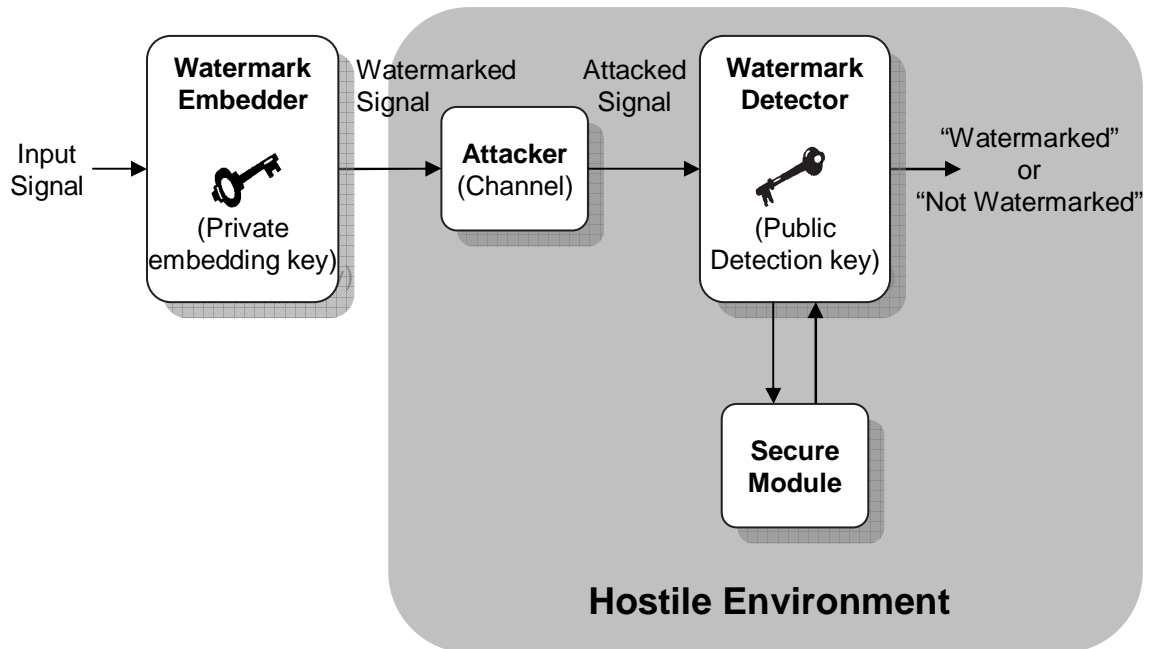 Watermark
Embedder
(Private
embedding key)
Input
Signal
Watermarked
Signal
Attacker
(Channel)
Attacked
Signal
Watermark
Detector
(Public
Detection key)
“Watermarked”
or
“Not Watermarked”
Secure
Module
Hostile Environment